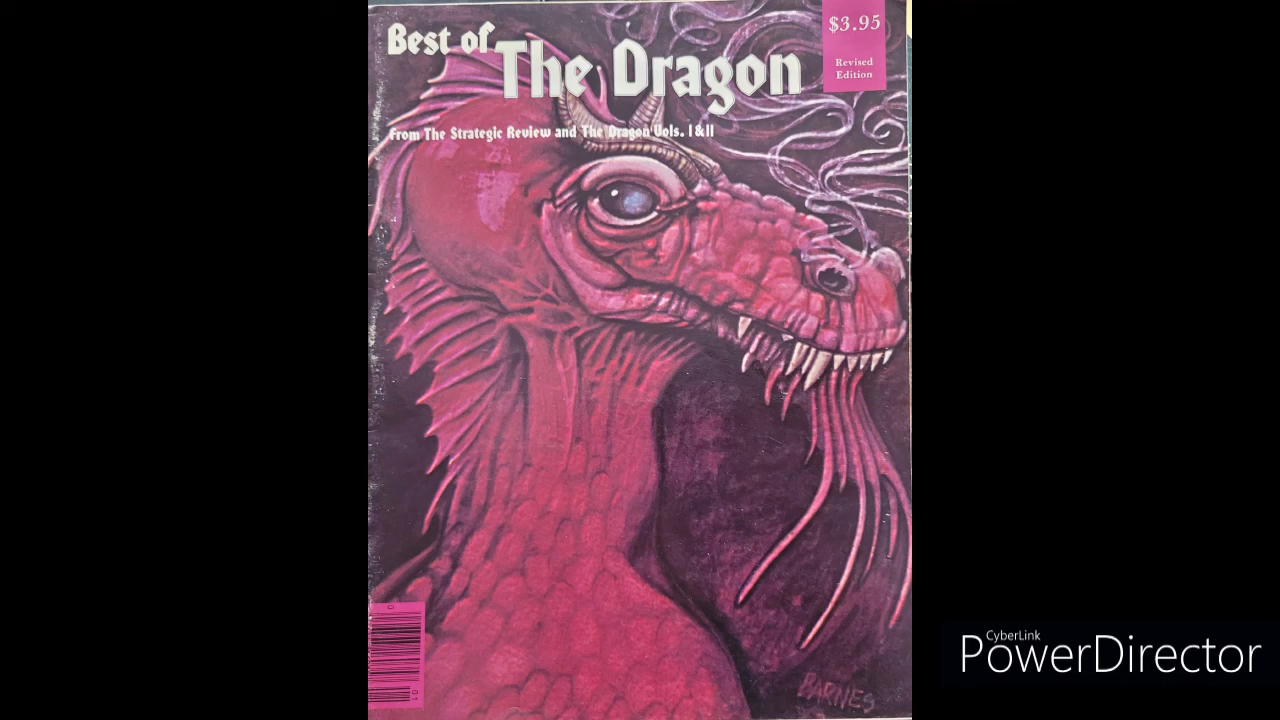 Best of
The Dragon
$3.95
Revised
Edition
From The Strategic Review and The Dragon Vols. I & II
BARNES
CyberLink
PowerDirector